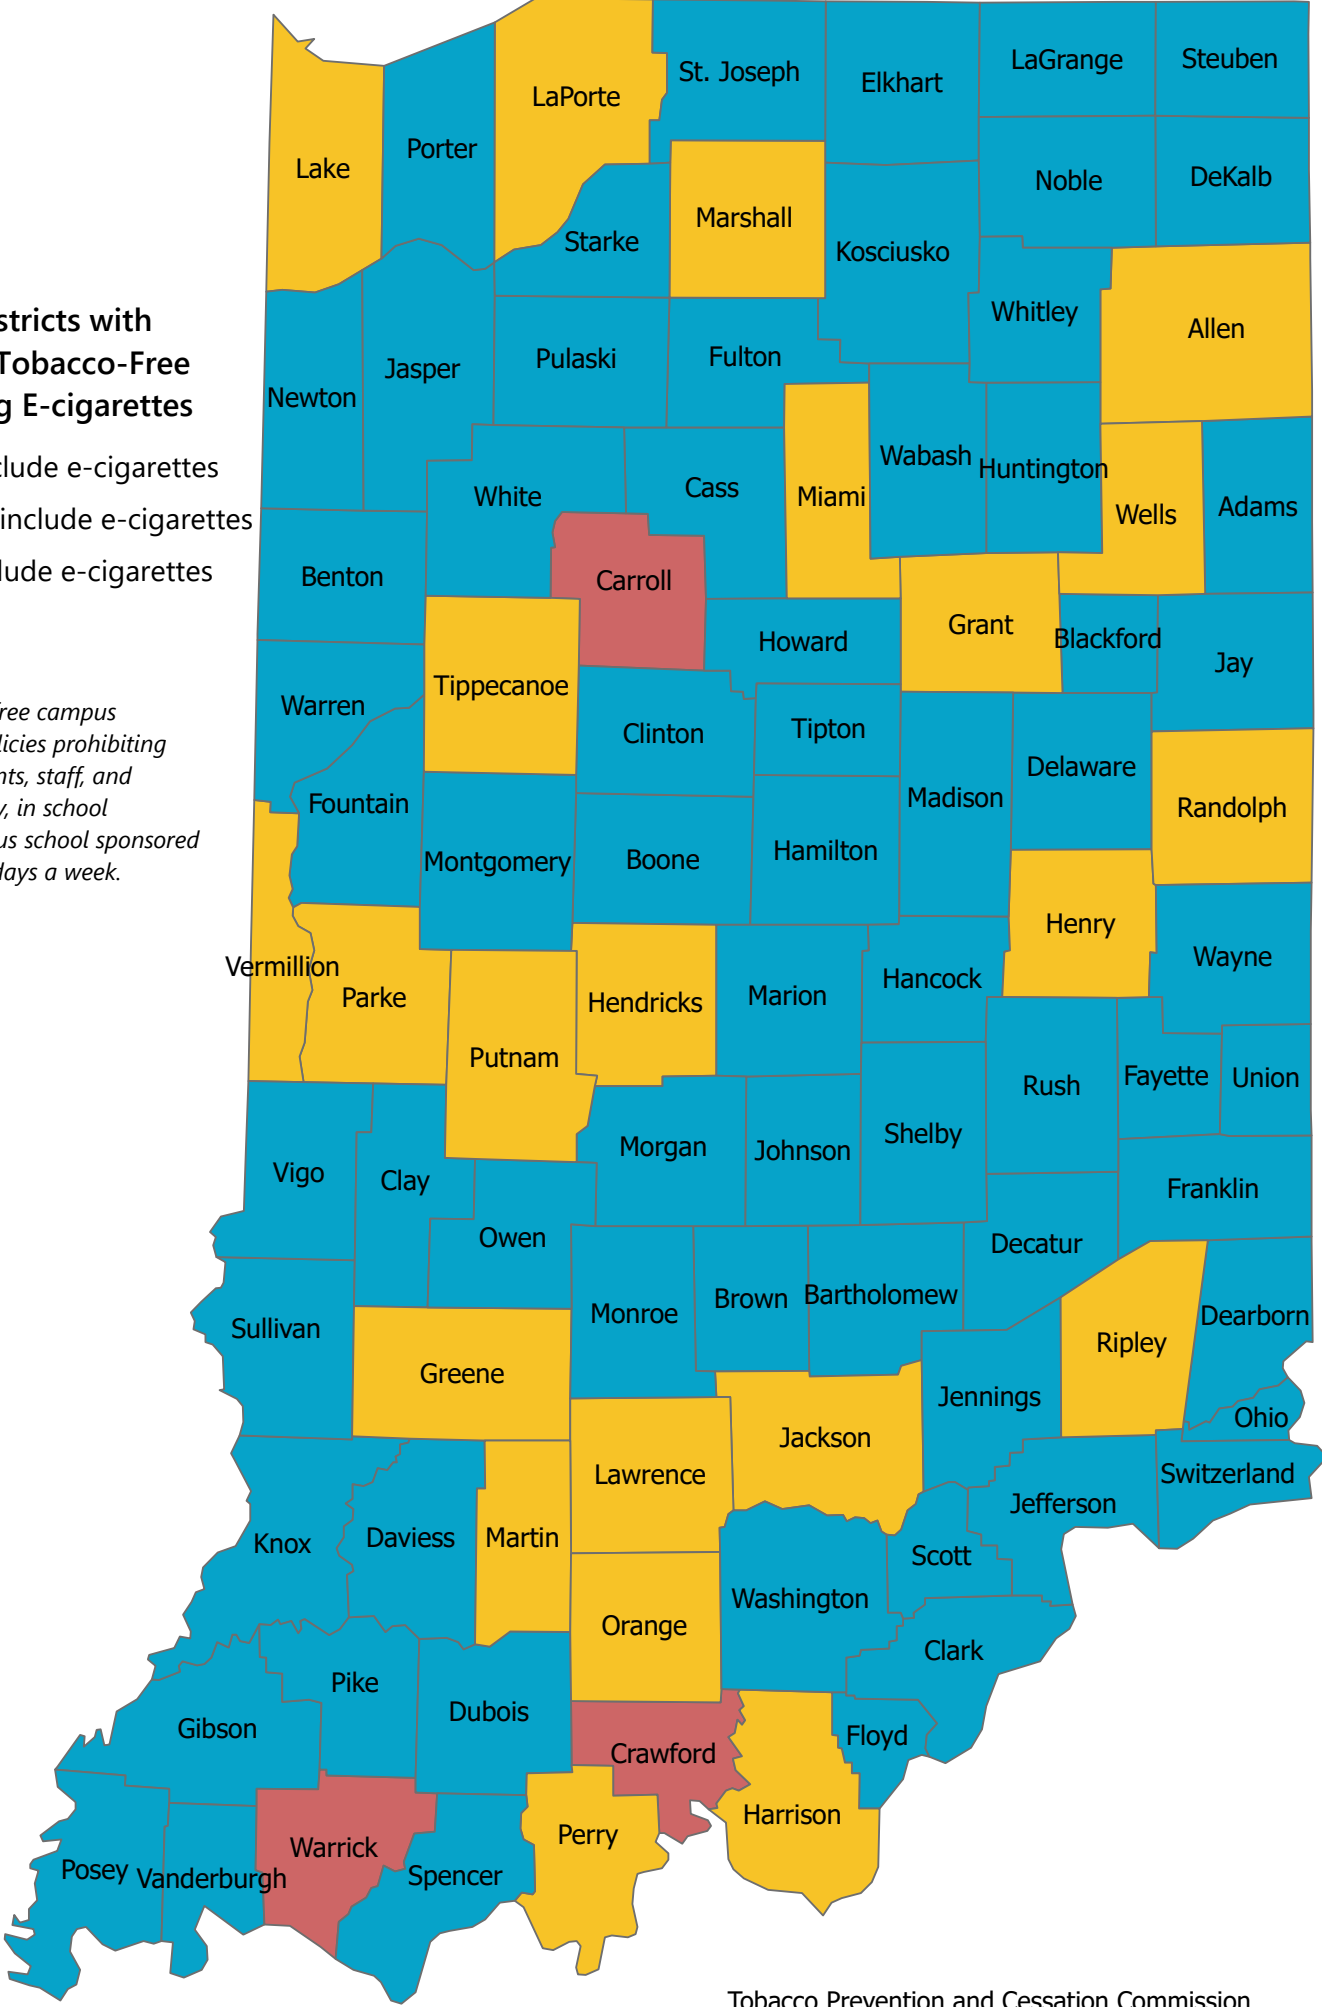 stricts with
Tobacco-Free
g E-cigarettes
clude e-cigarettes
include e-cigarettes
lude e-cigarettes
free campus
licies prohibiting
nts, staff, and
y, in school
us school sponsored
days a week.
LaPorte
St. Joseph
Elkhart
LaGrange
Steuben
Lake
Porter
Noble
DeKalb
Marshall
Starke
Kosciusko
Whitley
Allen
Newton
Jasper
Pulaski
Fulton
White
Cass
Miami
Wabash
Huntington
Wells
Adams
Benton
Carroll
Howard
Grant
Blackford
Jay
Warren
Tippecanoe
Clinton
Tipton
Fountain
Madison
Delaware
Randolph
Montgomery
Boone
Hamilton
Henry
Vermillion
Parke
Putnam
Hendricks
Marion
Hancock
Wayne
Rush
Fayette
Union
Vigo
Clay
Morgan
Johnson
Shelby
Franklin
Owen
Decatur
Sullivan
Monroe
Brown
Bartholomew
Ripley
Dearborn
Greene
Jennings
Ohio
Jackson
Lawrence
Switzerland
Jefferson
Knox
Daviess
Martin
Scott
Washington
Orange
Clark
Pike
Gibson
Dubois
Crawford
Floyd
Harrison
Posey
Vanderburgh
Warrick
Spencer
Perry
Tobacco Prevention and Cessation Commission